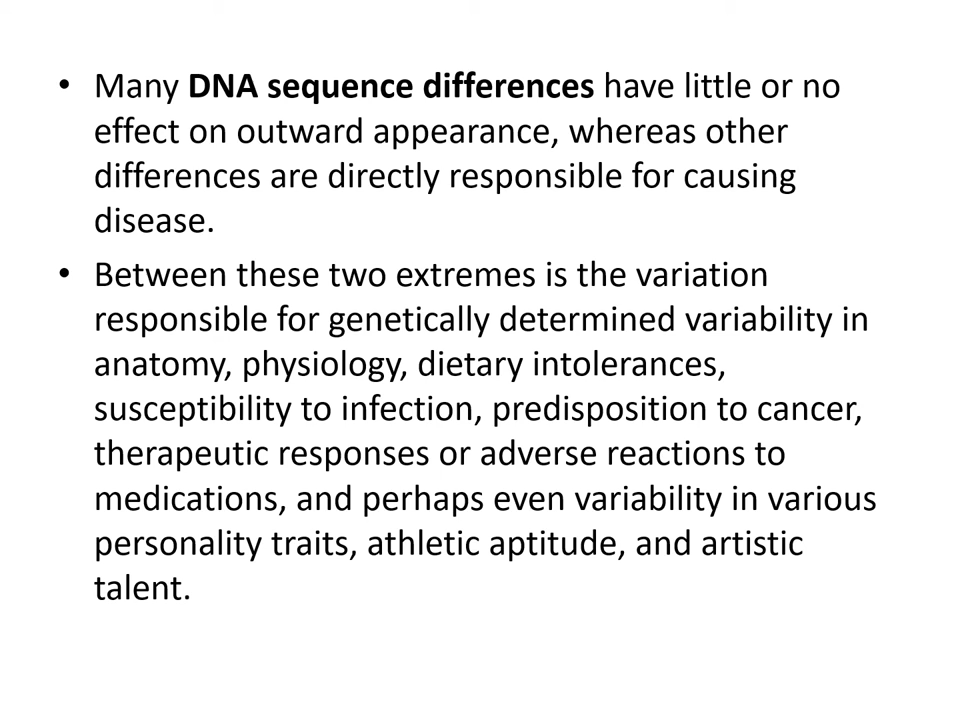 • Many DNA sequence differences have little or no
effect on outward appearance, whereas other
differences are directly responsible for causing
disease.
• Between these two extremes is the variation
responsible for genetically determined variability in
anatomy, physiology, dietary intolerances,
susceptibility to infection, predisposition to cancer,
therapeutic responses or adverse reactions to
medications, and perhaps even variability in various
personality traits, athletic aptitude, and artistic
talent.